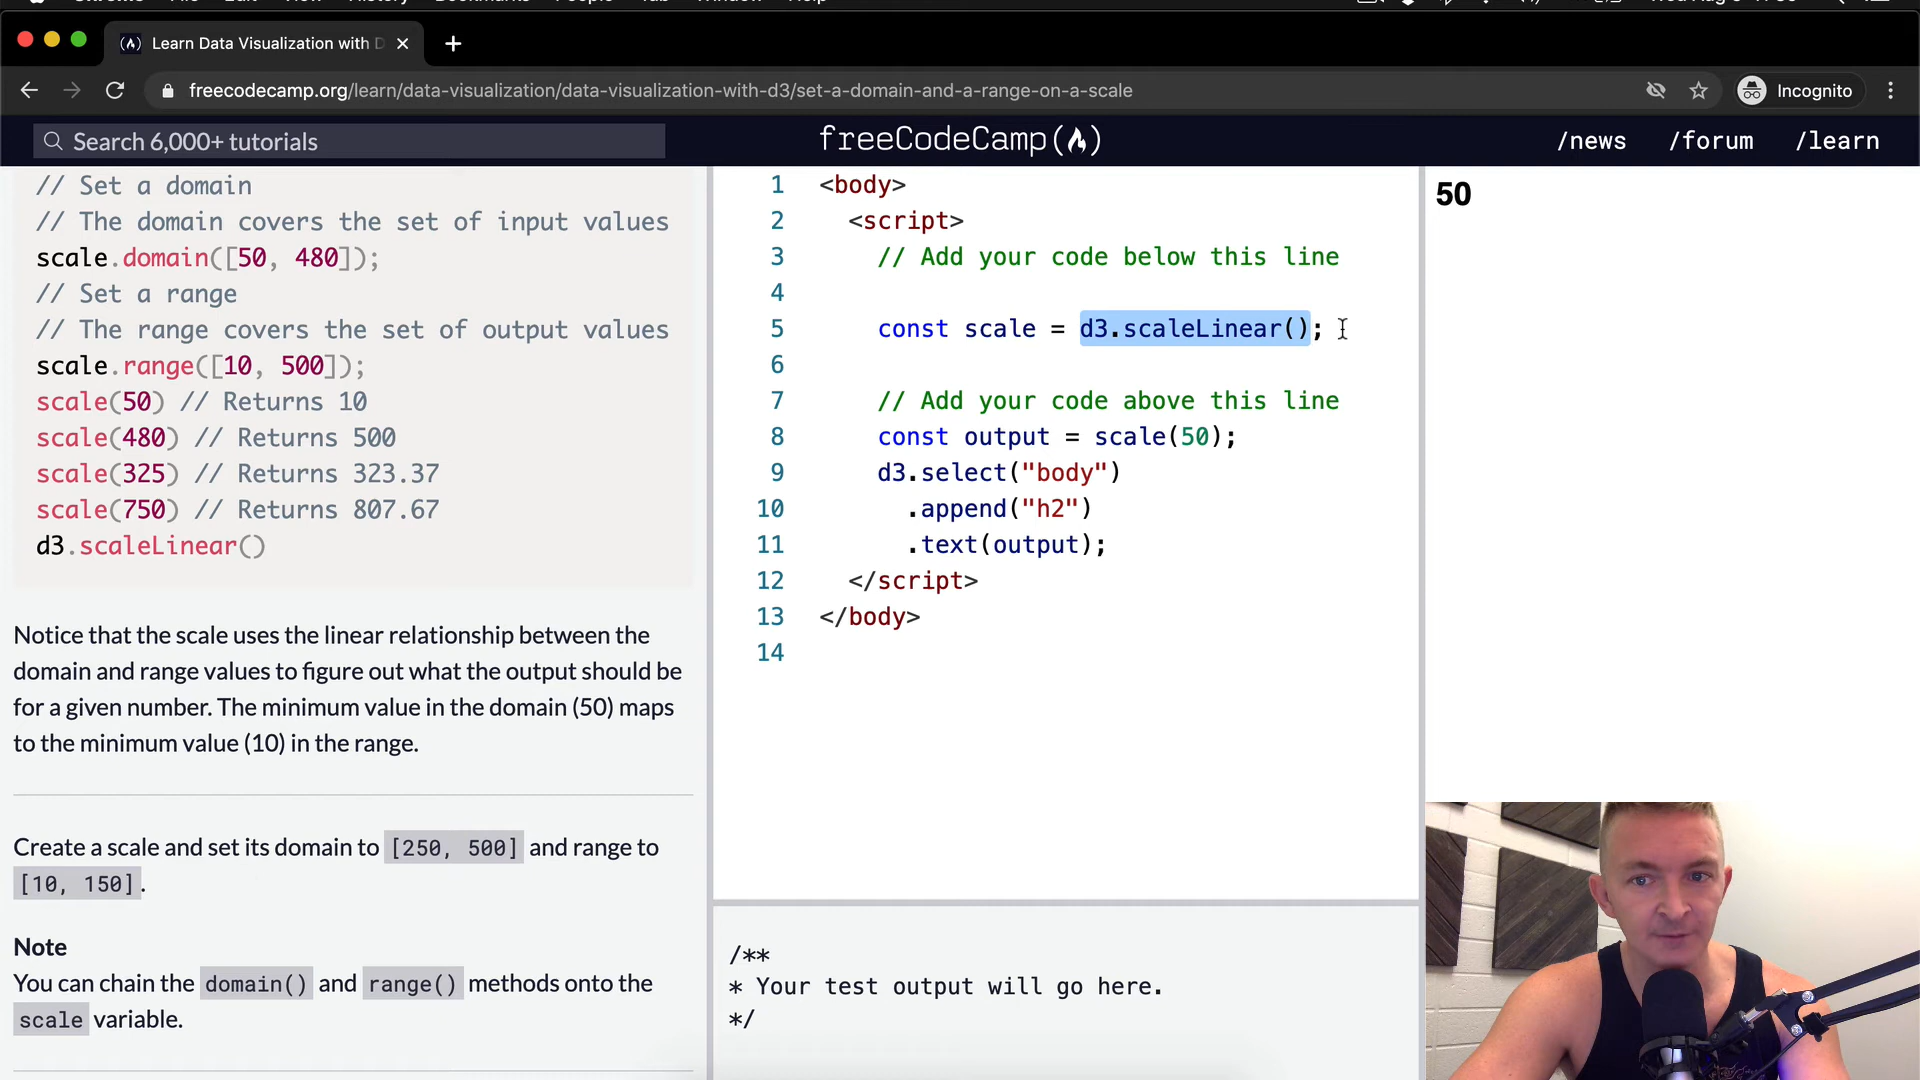 Learn Data Visualization with D
freecodecamp.org/learn/data-visualization/data-visualization-with-d3/set-a-domain-and-a-range-on-a-scale
Incognito
Search 6,000+ tutorials
freeCodeCamp
/news
/forum
/learn
// Set a domain
// The domain covers the set of input values
scale.domain([50, 480]);
// Set a range
// The range covers the set of output values
scale.range([10, 500]);
scale(50) // Returns 10
scale(480) // Returns 500
scale(325) // Returns 323.37
scale(750) // Returns 807.67
d3.scaleLinear()
Notice that the scale uses the linear relationship between the
domain and range values to figure out what the output should be
for a given number. The minimum value in the domain (50) maps
to the minimum value (10) in the range.
Create a scale and set its domain to [250, 500] and range to
[10, 150].
Note
You can chain the domain() and range() methods onto the
scale variable.
1 <body>
2 <script>
3 // Add your code below this line
4
5 const scale = d3.scaleLinear();
6
7 // Add your code above this line
8 const output = scale(50);
9 d3.select("body")
10 .append("h2")
11 .text(output);
12 </script>
13 </body>
14
/**
* Your test output will go here.
*/
50